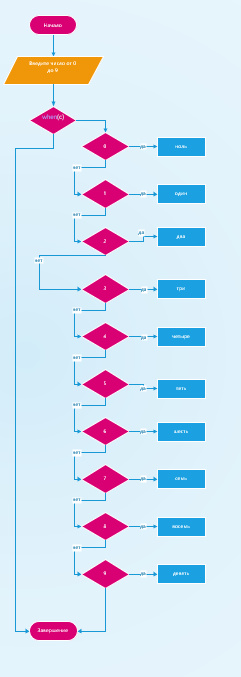 Начало
Введите число от 0
до 9
when(c)
0
да
ноль
нет
1
да
один
нет
2
да
два
нет
3
да
три
нет
4
да
четыре
нет
5
да
пять
нет
6
да
шесть
нет
7
да
семь
нет
8
да
восемь
нет
9
да
девять
Завершение